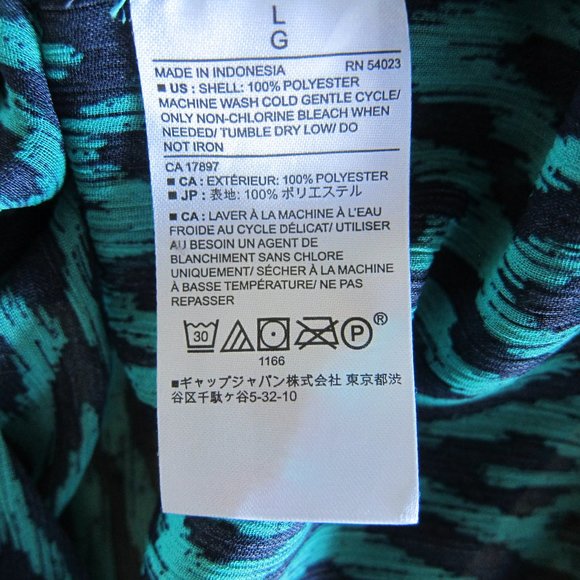 L
G
MADE IN INDONESIA RN 54023
■ US : SHELL: 100% POLYESTER
MACHINE WASH COLD GENTLE CYCLE/
ONLY NON-CHLORINE BLEACH WHEN
NEEDED/ TUMBLE DRY LOW/ DO
NOT IRON
CA 17897
■ CA : EXTÉRIEUR: 100% POLYESTER
■ JP : 表地: 100% ポリエステル
■ CA : LAVER À LA MACHINE À L'EAU
FROIDE AU CYCLE DÉLICAT/ UTILISER
AU BESOIN UN AGENT DE
BLANCHIMENT SANS CHLORE
UNIQUEMENT/ SÉCHER À LA MACHINE
À BASSE TEMPÉRATURE/ NE PAS
REPASSER
30 P ®
1166
■ギャップジャパン株式会社 東京都渋
谷区千駄ヶ谷5-32-10